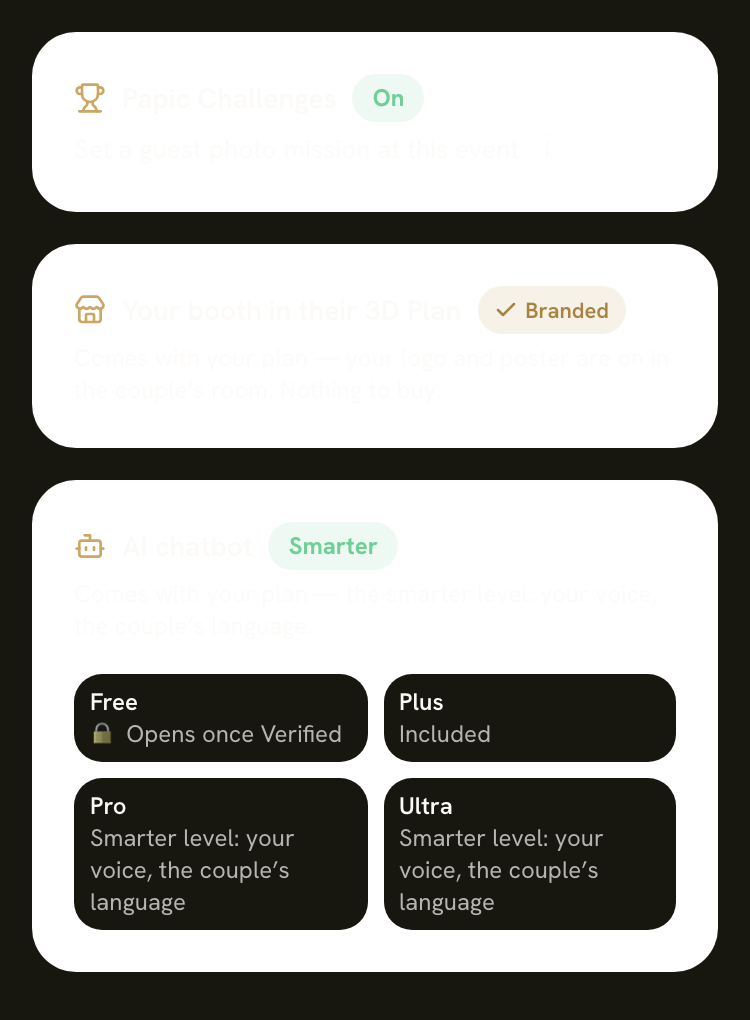 Papic Challenges On
Set a guest photo mission at this event
Your booth in their 3D Plan Branded
Comes with your plan — your logo and poster are on in
the couple's room. Nothing to buy.
AI chatbot Smarter
Comes with your plan — the smarter level: your voice,
the couple's language.
Free
Opens once Verified
Plus
Included
Pro
Smarter level: your
voice, the couple’s
language
Ultra
Smarter level: your
voice, the couple’s
language